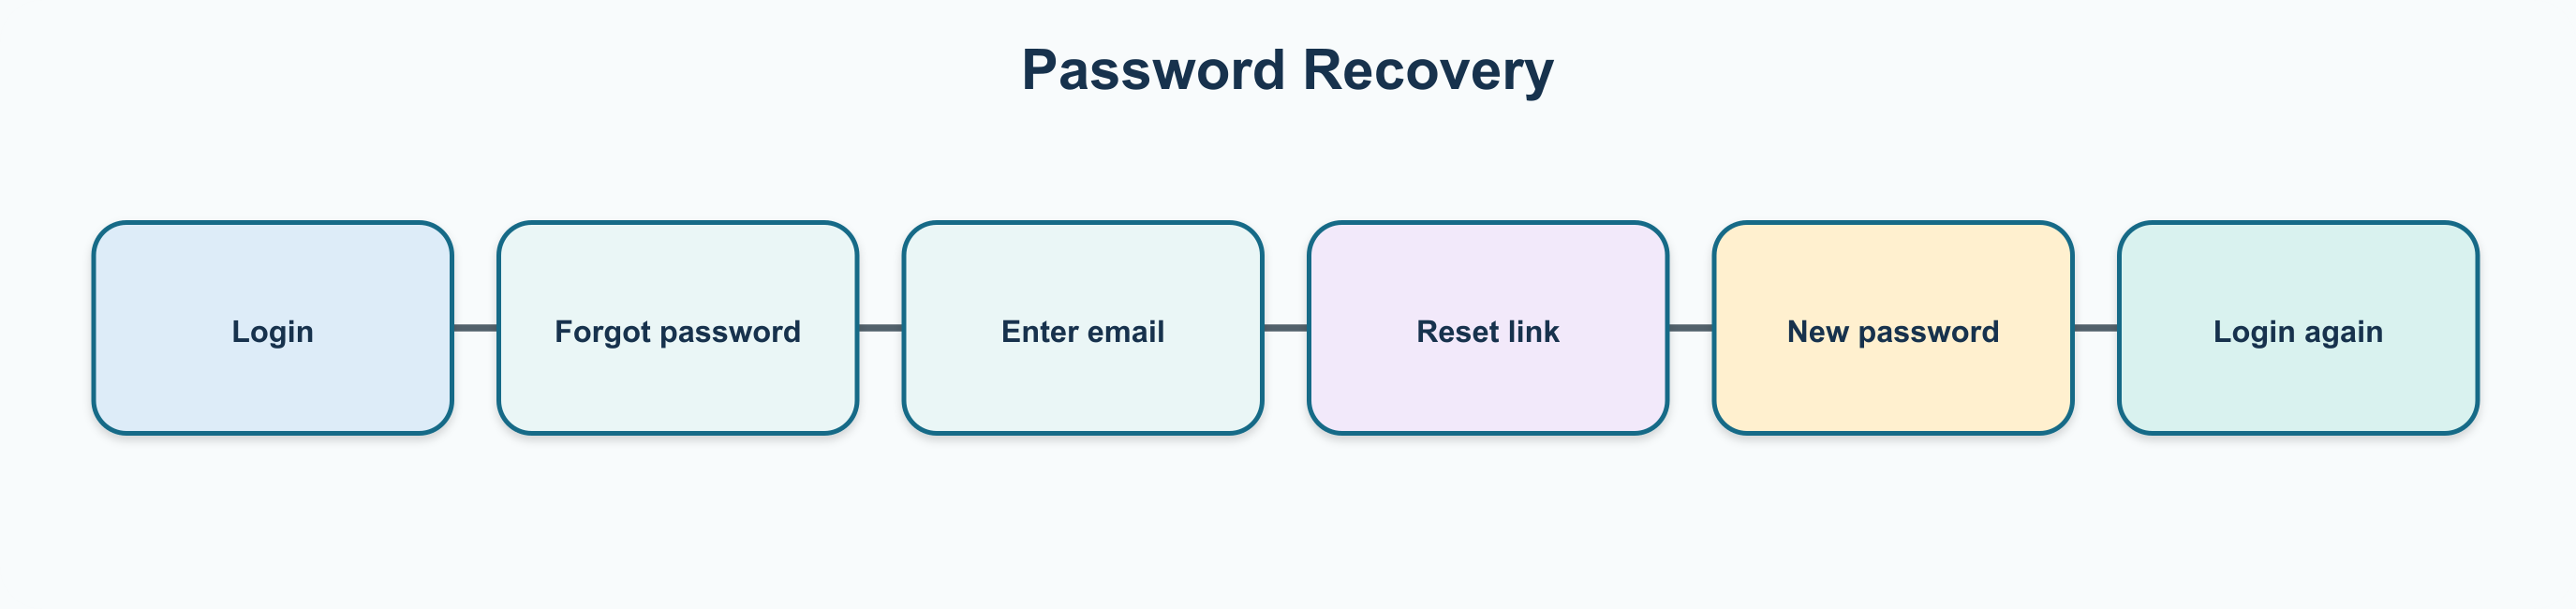 Password Recovery
Login
Forgot password
Enter email
Reset link
New password
Login again